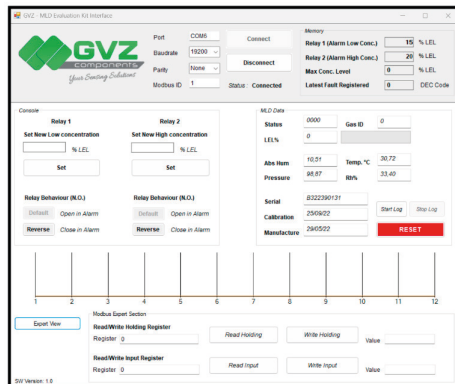 GVZ - MLD Evaluation Kit Interface
GVZ
components
Your Sensing Solutions
Port COM6
Baudrate 19200
Parity None
Modbus ID 1
Connect
Disconnect
Status : Connected
Memory
Relay 1 (Alarm Low Conc.) 15 % LEL
Relay 2 (Alarm High Conc.) 20 % LEL
Max Conc. Level 0 % LEL
Latest Fault Registered 0 DEC Code
Console
Relay 1 Relay 2
Set New Low concentration Set New High concentration
% LEL % LEL
Set Set
Relay Behaviour (N.O.) Relay Behaviour (N.O.)
Default Open in Alarm Default Open in Alarm
Reverse Close in Alarm Reverse Close in Alarm
MLD Data
Status 0000 Gas ID 0
LEL% 0
Abs Hum 10,51 Temp. °C 30,72
Pressure 98,87 Rh% 33,40
Serial B322390131
Calibration 25/09/22
Manufacture 29/05/22
Start Log Stop Log
RESET
1 2 3 4 5 6 7 8 9 10 11 12
Expert View
Modbus Expert Section
Read/Write Holding Register
Register 0 Read Holding Write Holding Value
Read/Write Input Register
Register 0 Read Input Write Input Value
SW Version: 1.0